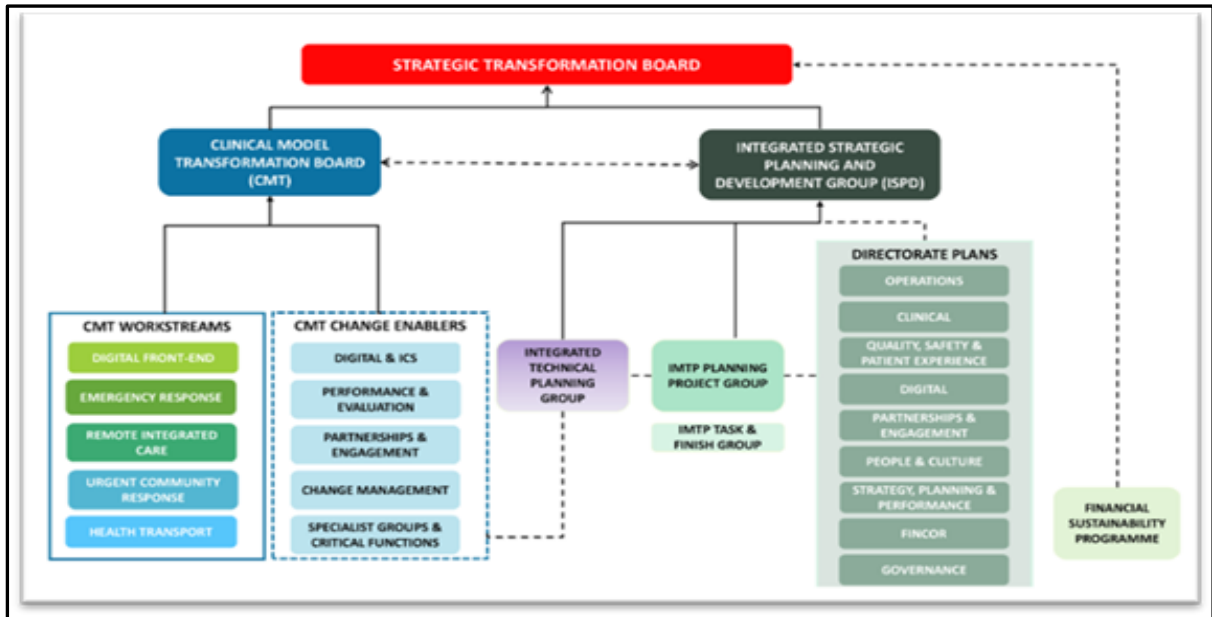 STRATEGIC TRANSFORMATION BOARD
CLINICAL MODEL
TRANSFORMATION BOARD
(CMT)
INTEGRATED STRATEGIC
PLANNING AND
DEVELOPMENT GROUP (ISPD)
CMT WORKSTREAMS
DIGITAL FRONT-END
EMERGENCY RESPONSE
REMOTE INTEGRATED
CARE
URGENT COMMUNITY
RESPONSE
HEALTH TRANSPORT
CMT CHANGE ENABLERS
DIGITAL & ICS
PERFORMANCE &
EVALUATION
PARTNERSHIPS &
ENGAGEMENT
CHANGE MANAGEMENT
SPECIALIST GROUPS &
CRITICAL FUNCTIONS
INTEGRATED
TECHNICAL
PLANNING
GROUP
IMTP PLANNING
PROJECT GROUP
IMTP TASK &
FINISH GROUP
DIRECTORATE PLANS
OPERATIONS
CLINICAL
QUALITY, SAFETY &
PATIENT EXPERIENCE
DIGITAL
PARTNERSHIPS &
ENGAGEMENT
PEOPLE & CULTURE
STRATEGY, PLANNING &
PERFORMANCE
FINCOR
GOVERNANCE
FINANCIAL
SUSTAINABILITY
PROGRAMME